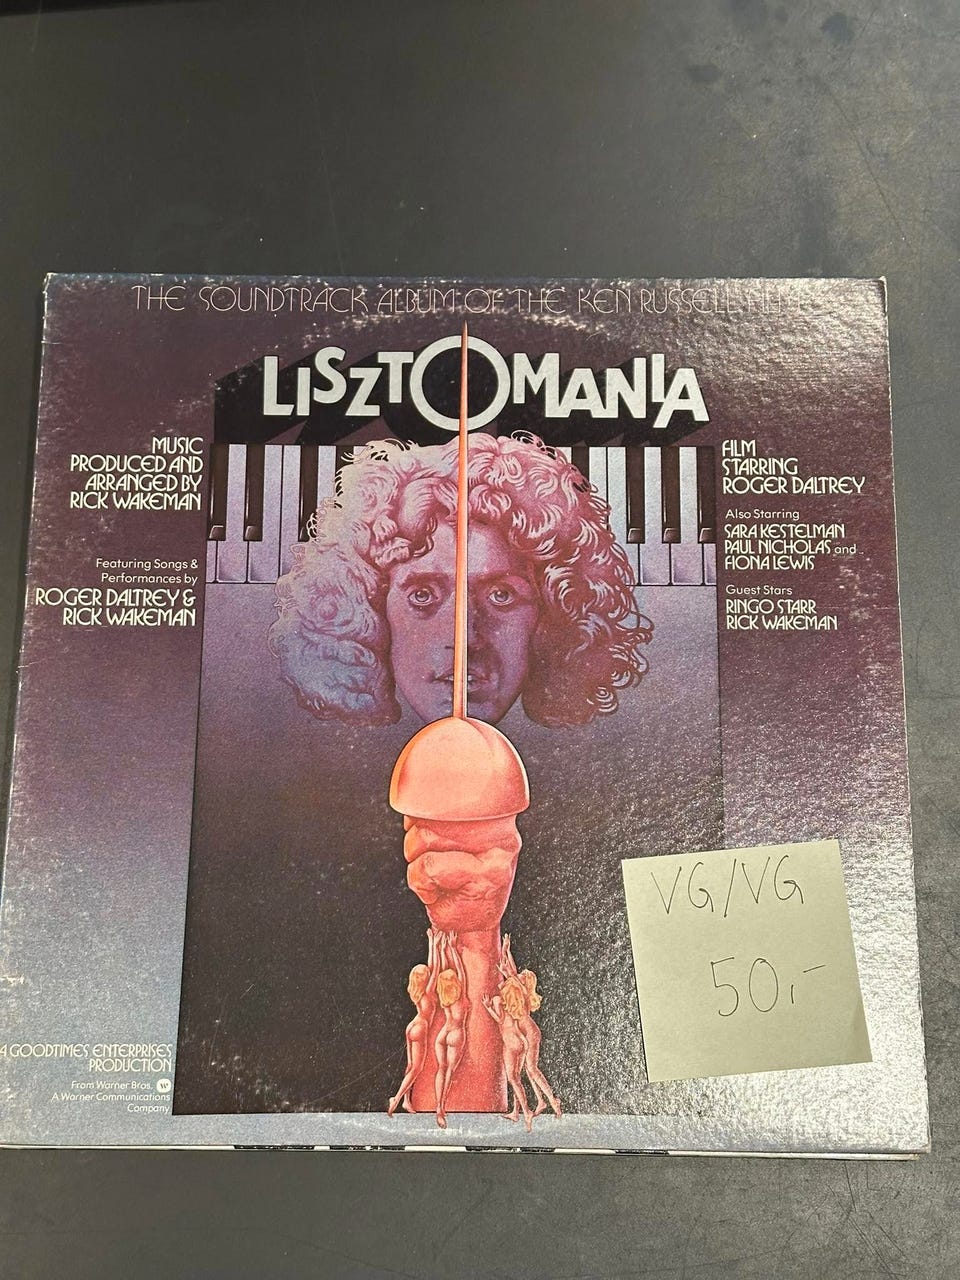 THE SOUNDTRACK ALBUM OF THE KEN RUSSELL FILM
LISZTOMANIA
MUSIC
PRODUCED AND
ARRANGED BY
RICK WAKEMAN
Featuring Songs &
Performances by
ROGER DALTREY &
RICK WAKEMAN
FILM
STARRING
ROGER DALTREY
Also Starring
SARA KESTELMAN
PAUL NICHOLAS and
FIONA LEWIS
Guest Stars
RINGO STARR
RICK WAKEMAN
VG/VG
50,-
A GOODTIMES ENTERPRISES
PRODUCTION
From Warner Bros. W
A Warner Communications
Company